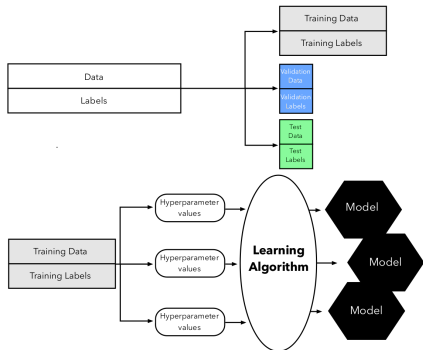 Training Data
Training Labels
Data
Labels
Validation
Data
Validation
Labels
Test
Data
Test
Labels
Hyperparameter
values
Model
Training Data
Training Labels
Hyperparameter
values
Learning
Algorithm
Model
Hyperparameter
values
Model